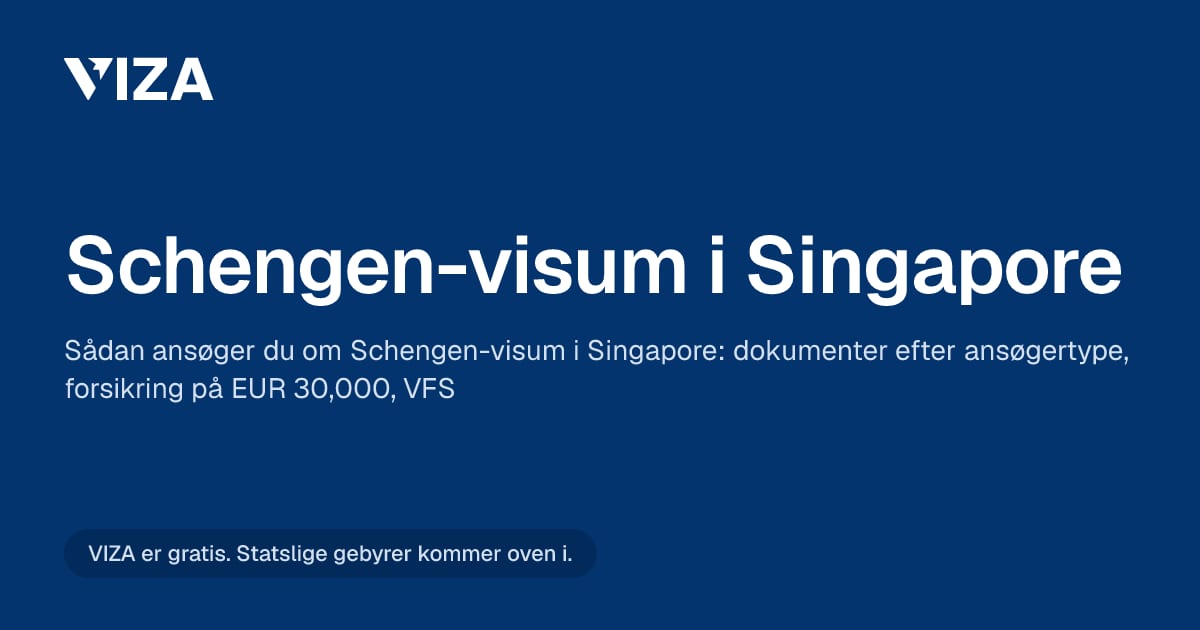 VIZA
Schengen-visum i Singapore
Sådan ansøger du om Schengen-visum i Singapore: dokumenter efter ansøgertype,
forsikring på EUR 30,000, VFS
VIZA er gratis. Statslige gebyrer kommer oven i.